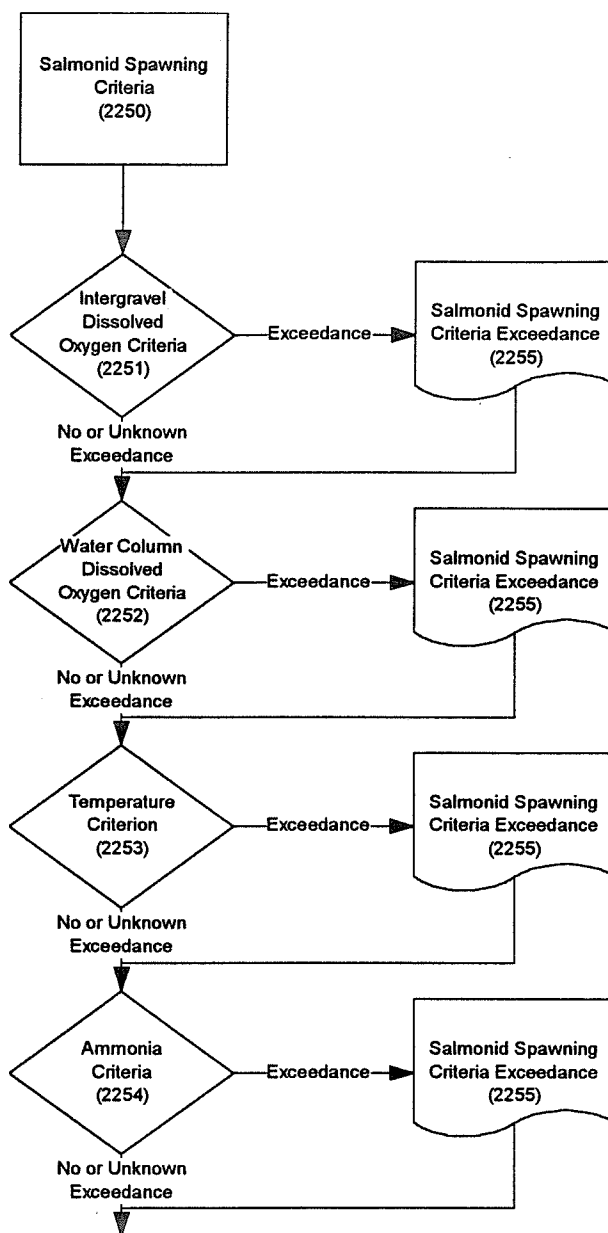 Salmonid Spawning
Criteria
(2250)
Intergravel
Dissolved
Oxygen Criteria
(2251)
Exceedance
Salmonid Spawning
Criteria Exceedance
(2255)
No or Unknown
Exceedance
Water Column
Dissolved
Oxygen Criteria
(2252)
Exceedance
Salmonid Spawning
Criteria Exceedance
(2255)
No or Unknown
Exceedance
Temperature
Criterion
(2253)
Exceedance
Salmonid Spawning
Criteria Exceedance
(2255)
No or Unknown
Exceedance
Ammonia
Criteria
(2254)
Exceedance
Salmonid Spawning
Criteria Exceedance
(2255)
No or Unknown
Exceedance